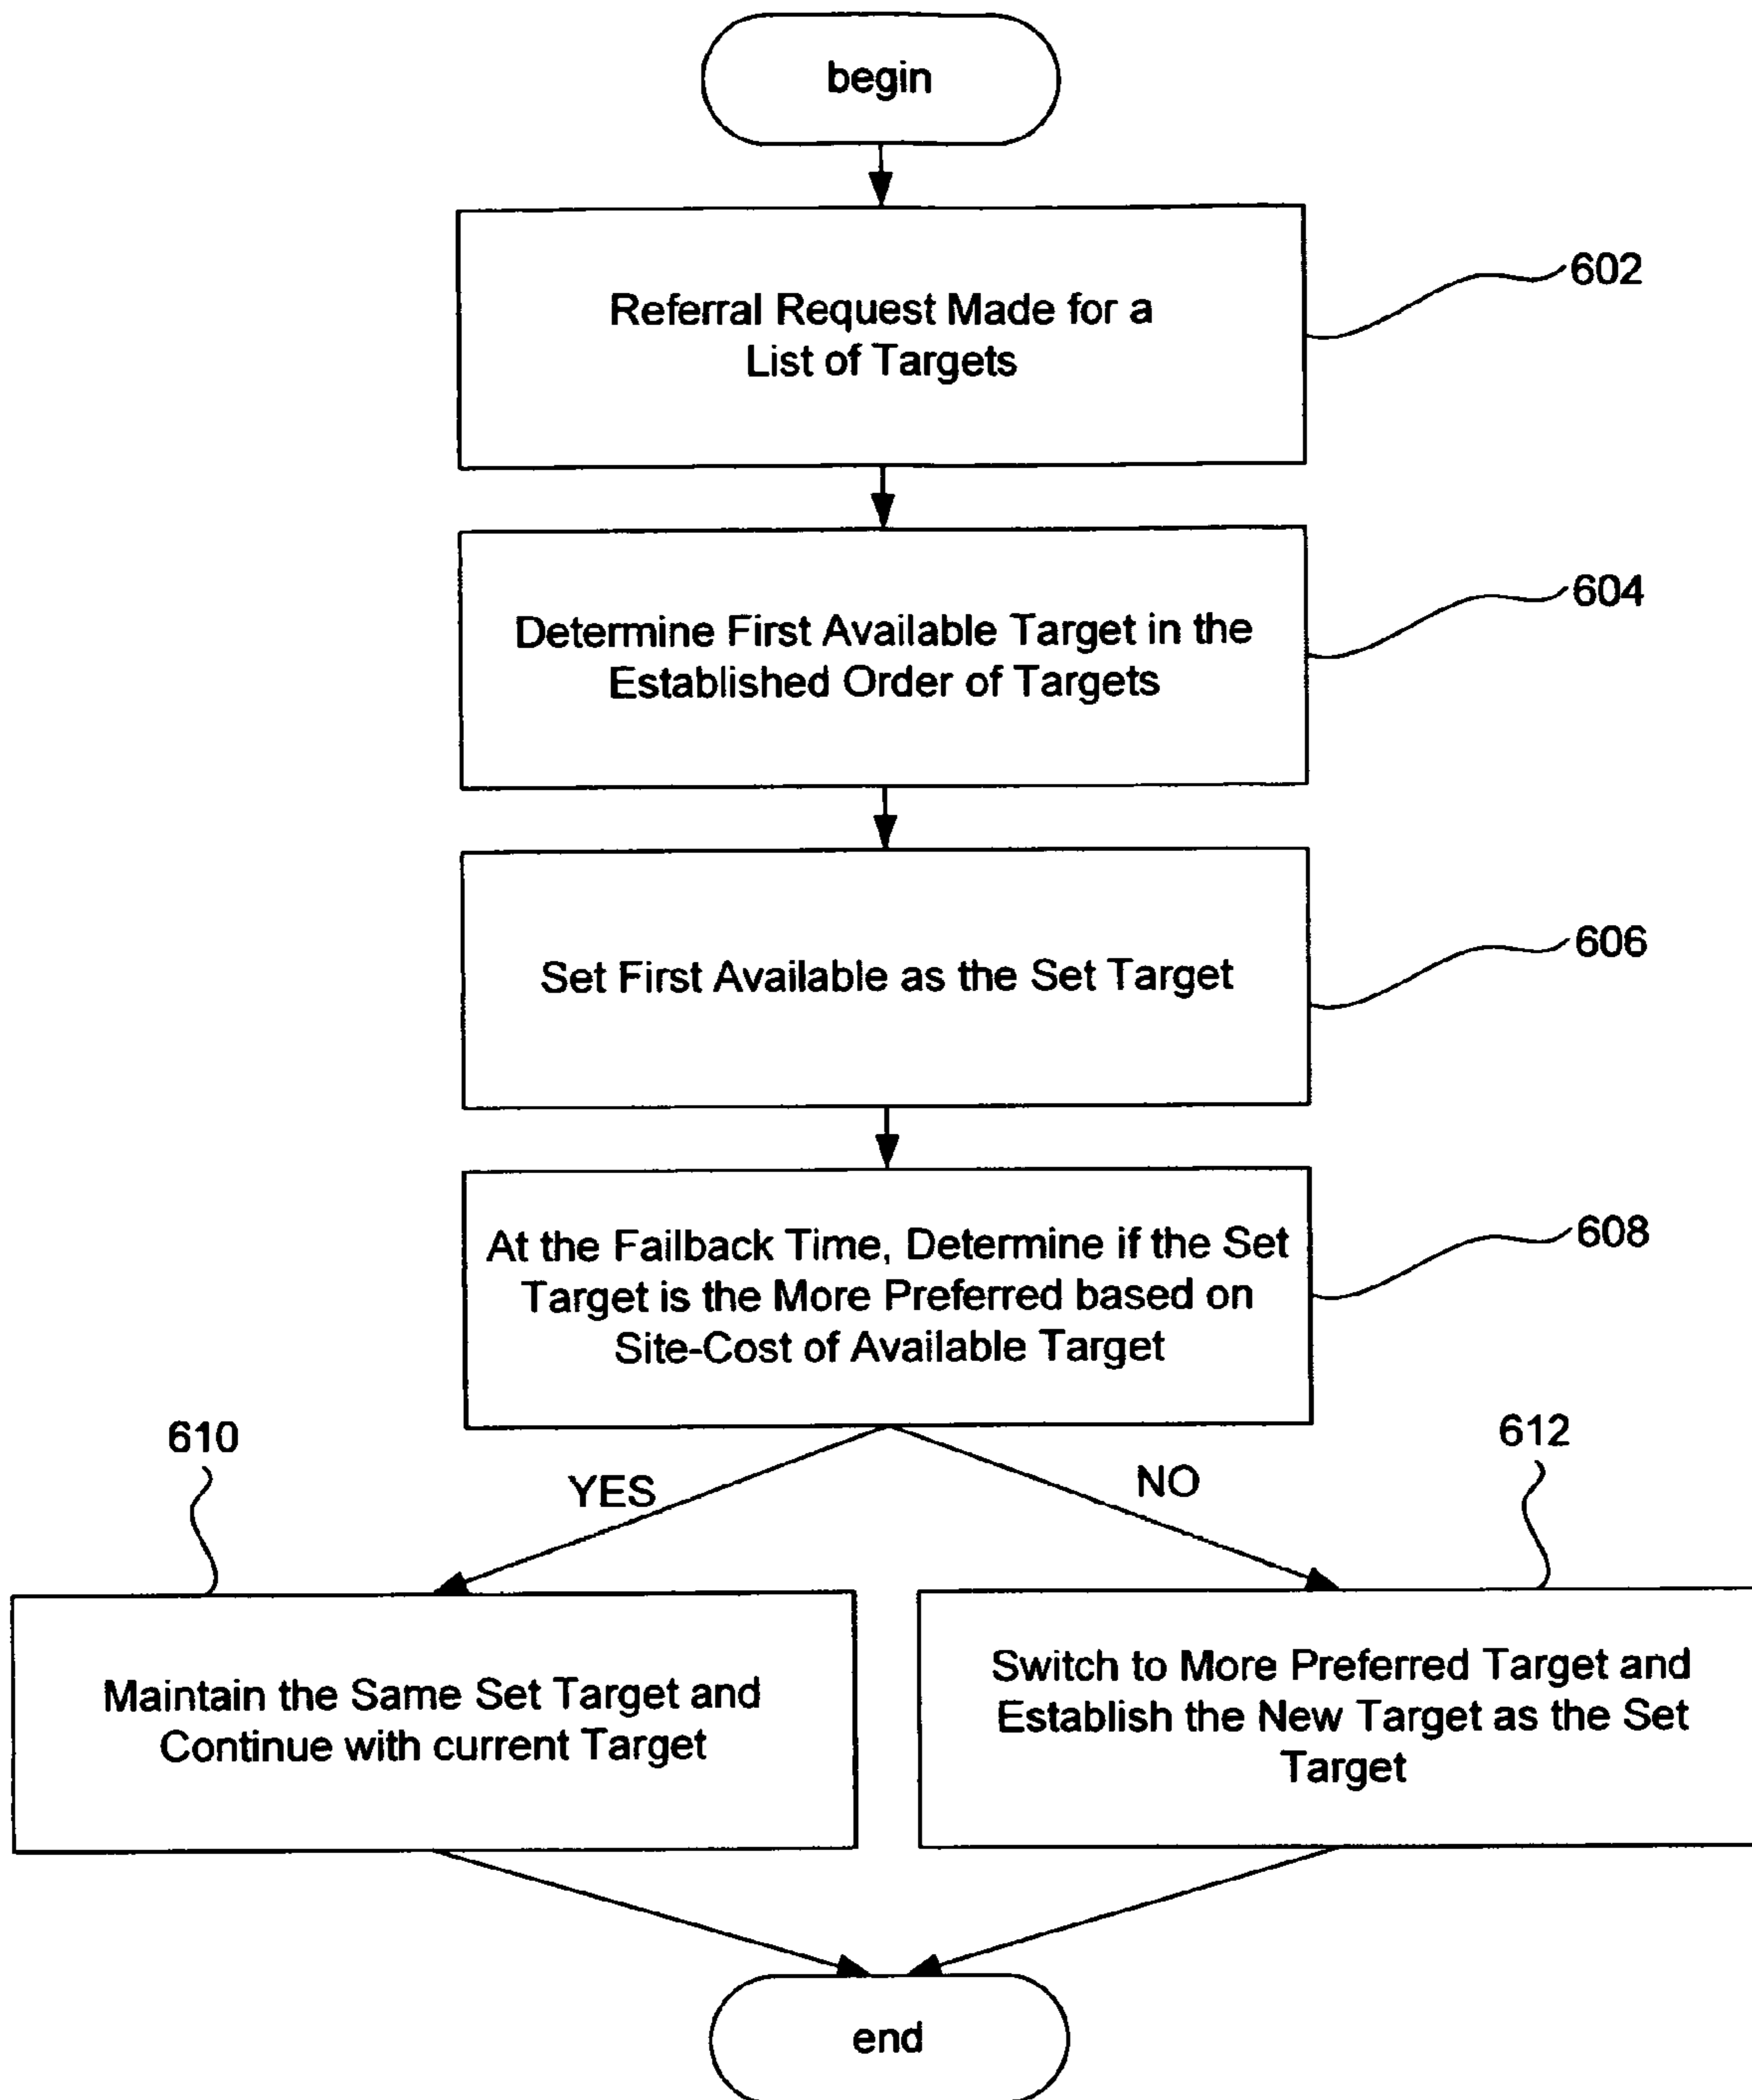 begin
Referral Request Made for a
List of Targets
602
Determine First Available Target in the
Established Order of Targets
604
Set First Available as the Set Target
606
At the Failback Time, Determine if the Set
Target is the More Preferred based on
Site-Cost of Available Target
608
610
YES
NO
612
Maintain the Same Set Target and
Continue with current Target
Switch to More Preferred Target and
Establish the New Target as the Set
Target
end